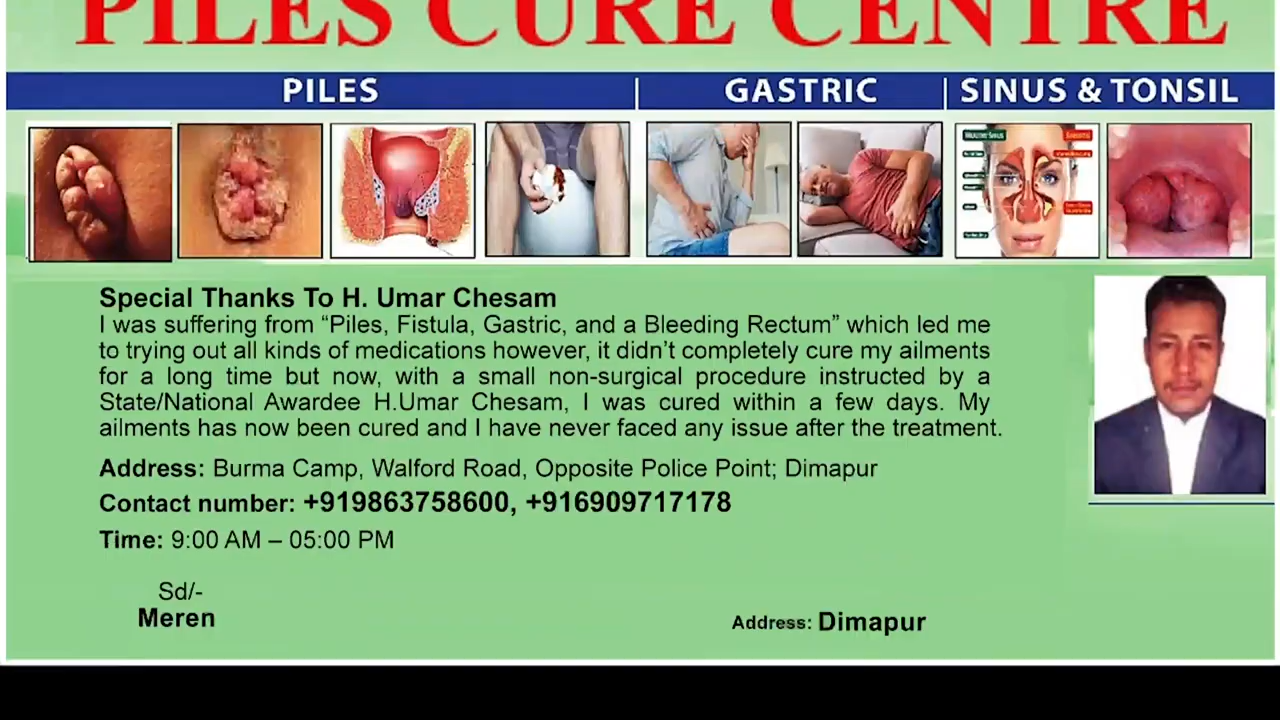 PILES CURE CENTRE
PILES
GASTRIC
SINUS & TONSIL
Special Thanks To H. Umar Chesam
I was suffering from “Piles, Fistula, Gastric, and a Bleeding Rectum” which led me
to trying out all kinds of medications however, it didn’t completely cure my ailments
for a long time but now, with a small non-surgical procedure instructed by a
State/National Awardee H.Umar Chesam, I was cured within a few days. My
ailments has now been cured and I have never faced any issue after the treatment.
Address: Burma Camp, Walford Road, Opposite Police Point; Dimapur
Contact number: +919863758600, +916909717178
Time: 9:00 AM – 05:00 PM
Sd/-
Meren
Address: Dimapur